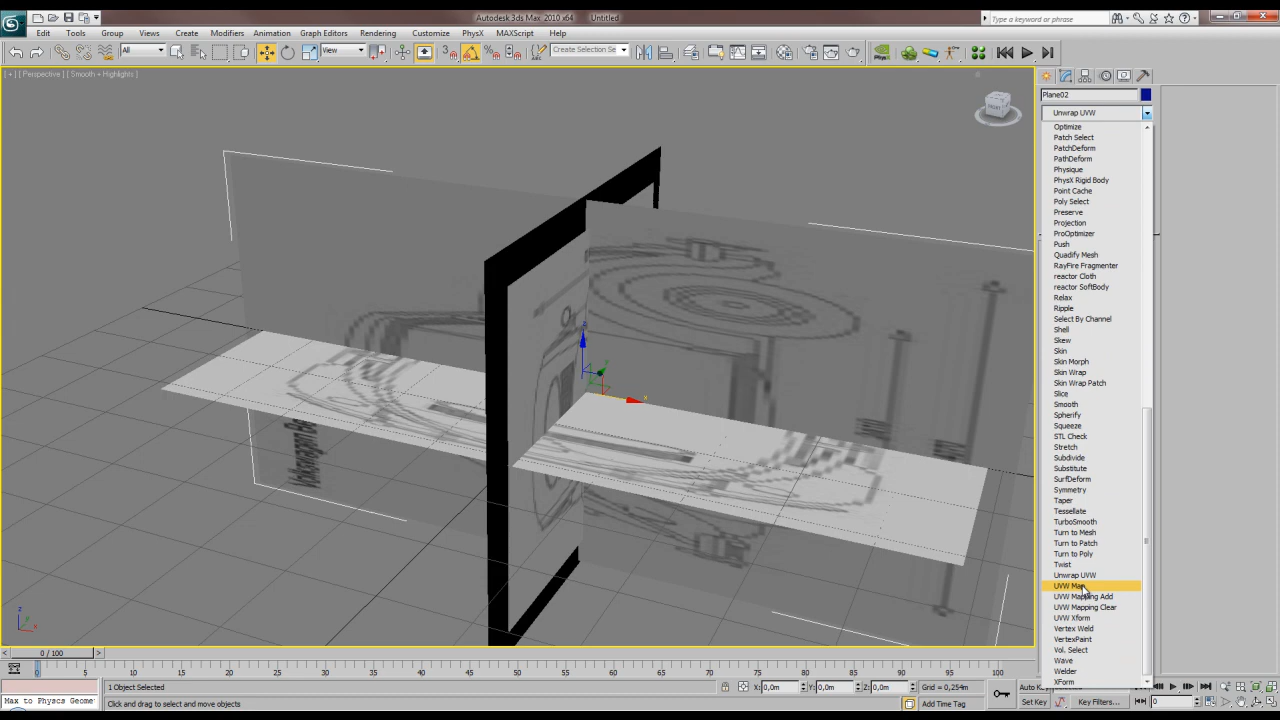 Autodesk 3ds Max 2010 x64 Untitled
Type a keyword or phrase
Edit Tools Group Views Create Modifiers Animation Graph Editors Rendering Customize PhysX MAXScript Help
All View Create Selection Se
[ + ] [ Perspective ] [ Smooth + Highlights ]
Plane02
Unwrap UVW
Optimize
Patch Select
PatchDeform
PathDeform
Physique
PhysX Rigid Body
Point Cache
Poly Select
Preserve
Projection
ProOptimizer
Push
Quadify Mesh
RayFire Fragmenter
reactor Cloth
reactor SoftBody
Relax
Ripple
Select By Channel
Shell
Skew
Skin
Skin Morph
Skin Wrap
Skin Wrap Patch
Slice
Smooth
Spherify
Squeeze
STL Check
Stretch
Subdivide
Substitute
SurfDeform
Symmetry
Taper
Tessellate
TurboSmooth
Turn to Mesh
Turn to Patch
Turn to Poly
Twist
Unwrap UVW
UVW Map
UVW Mapping Add
UVW Mapping Clear
UVW Xform
Vertex Weld
VertexPaint
Vol. Select
Wave
Welder
XForm
z
x
z
y x
0 / 100
0 5 10 15 20 25 30 35 40 45 50 55 60 65 70 75 80 85 90 95 100
1 Object Selected X: 0,0m Y: 0,0m Z: 0,0m Grid = 0,254m Auto Key
Max to Physcs Geome Click and drag to select and move objects Add Time Tag Set Key Key Filters... 0